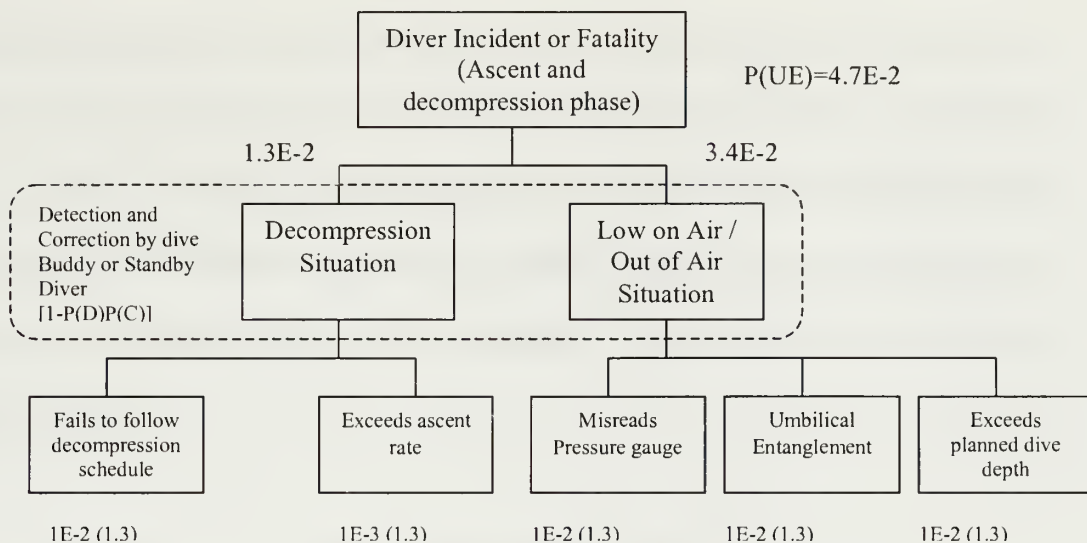 Diver Incident or Fatality
(Ascent and
decompression phase)
P(UE)=4.7E-2
1.3E-2
3.4E-2
Detection and
Correction by dive
Buddy or Standby
Diver
[1-P(D)P(C)]
Decompression
Situation
Low on Air /
Out of Air
Situation
Fails to follow
decompression
schedule
Exceeds ascent
rate
Misreads
Pressure gauge
Umbilical
Entanglement
Exceeds
planned dive
depth
1E-2 (1.3)
1E-3 (1.3)
1E-2 (1.3)
1E-2 (1.3)
1E-2 (1.3)